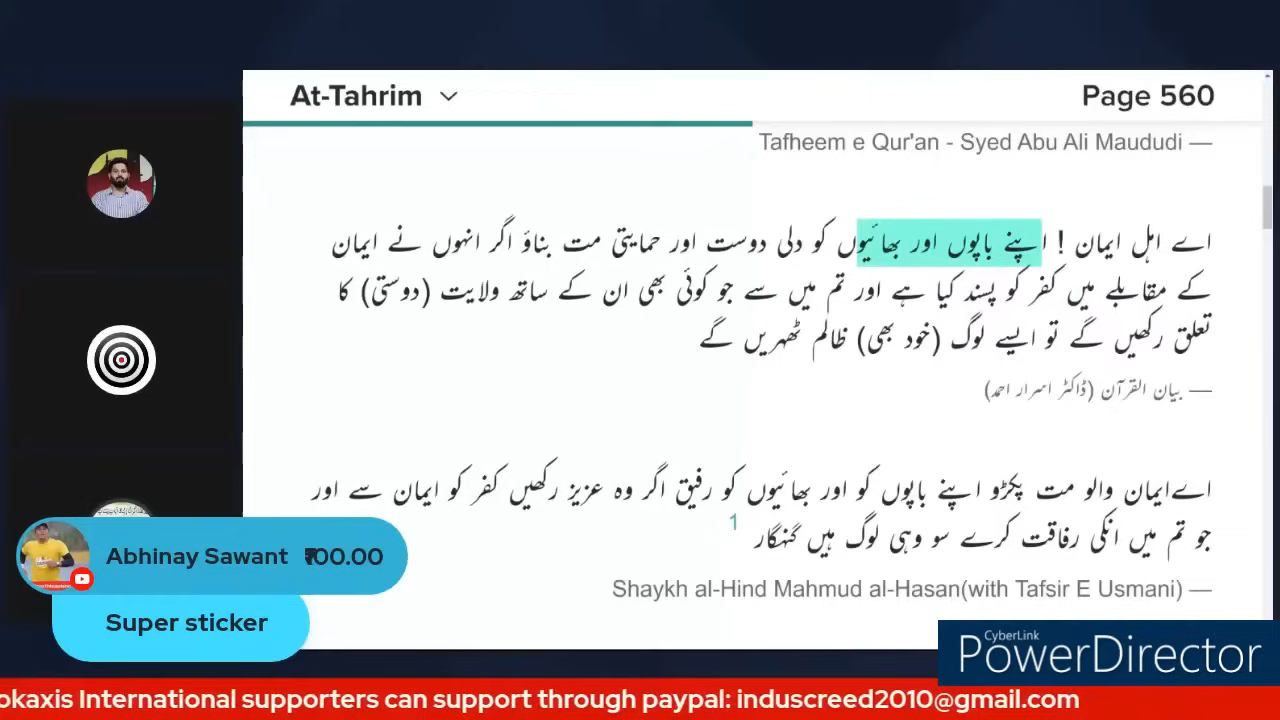 At-Tahrim
Page 560
Tafheem e Qur'an - Syed Abu Ali Maududi —
اے اہل ایمان ! اپنے باپوں اور بھائیوں کو دلی دوست اور حمایتی مت بناؤ اگر انہوں نے ایمان
کے مقابلے میں کفر کو پسند کیا ہے اور تم میں سے جو کوئی بھی ان کے ساتھ ولایت (دوستی) کا
تعلق رکھیں گے تو ایسے لوگ (خود بھی) ظالم ٹھہریں گے
— بیان القرآن (ڈاکٹر اسرار احمد)
اےایمان والو مت پکڑو اپنے باپوں کو اور بھائیوں کو رفیق اگر وہ عزیز رکھیں کفر کو ایمان سے اور
جو تم میں انکی رفاقت کرے سو وہی لوگ ہیں گنہگار 1
Shaykh al-Hind Mahmud al-Hasan(with Tafsir E Usmani) —
Abhinay Sawant 00.00
Super sticker
CyberLink
PowerDirector
okaxis International supporters can support through paypal: induscreed2010@gmail.com